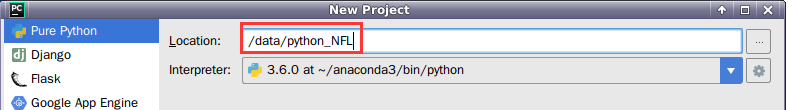 PC New Project
Pure Python
Location: /data/python_NFL ...
Django
Interpreter: 3.6.0 at ~/anaconda3/bin/python
Flask
Google App Engine